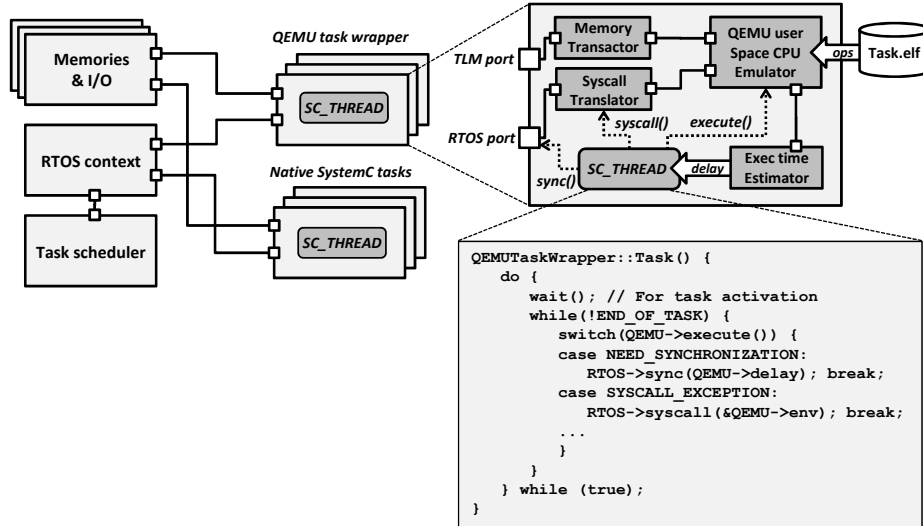 Memories
& I/O
RTOS context
Task scheduler
QEMU task wrapper
SC_THREAD
Native SystemC tasks
SC_THREAD
TLM port
RTOS port
Memory
Transactor
Syscall
Translator
QEMU user
Space CPU
Emulator
ops
Task.elf
syscall()
execute()
sync()
SC_THREAD
delay
Exec time
Estimator
QEMUTaskWrapper::Task() {
do {
wait(); // For task activation
while(!END_OF_TASK) {
switch(QEMU->execute()) {
case NEED_SYNCHRONIZATION:
RTOS->sync(QEMU->delay); break;
case SYSCALL_EXCEPTION:
RTOS->syscall(&QEMU->env); break;
...
}
}
} while (true);
}